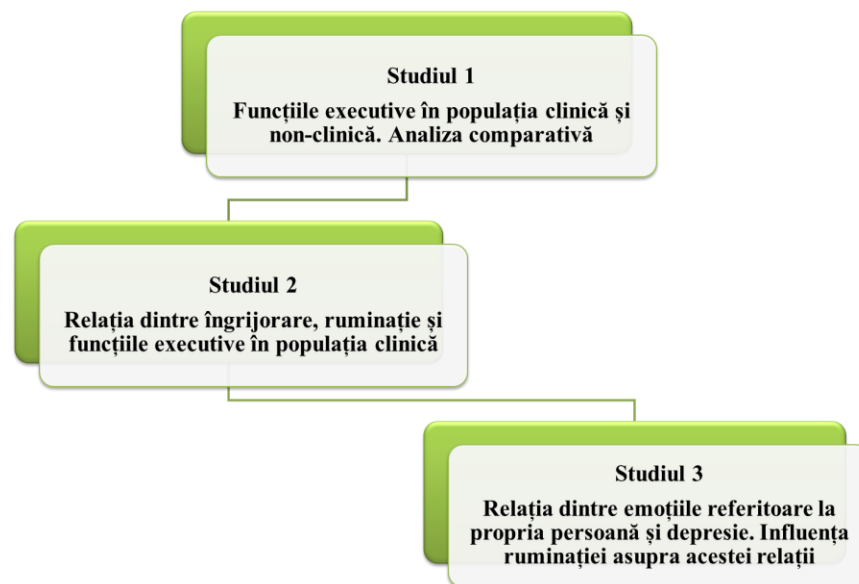 Studiul 1
Funcțiile executive în populația clinică și
non-clinică. Analiza comparativă
Studiul 2
Relația dintre îngrijorare, ruminație și
funcțiile executive în populația clinică
Studiul 3
Relația dintre emoțiile referitoare la
propria persoană și depresie. Influența
ruminației asupra acestei relații